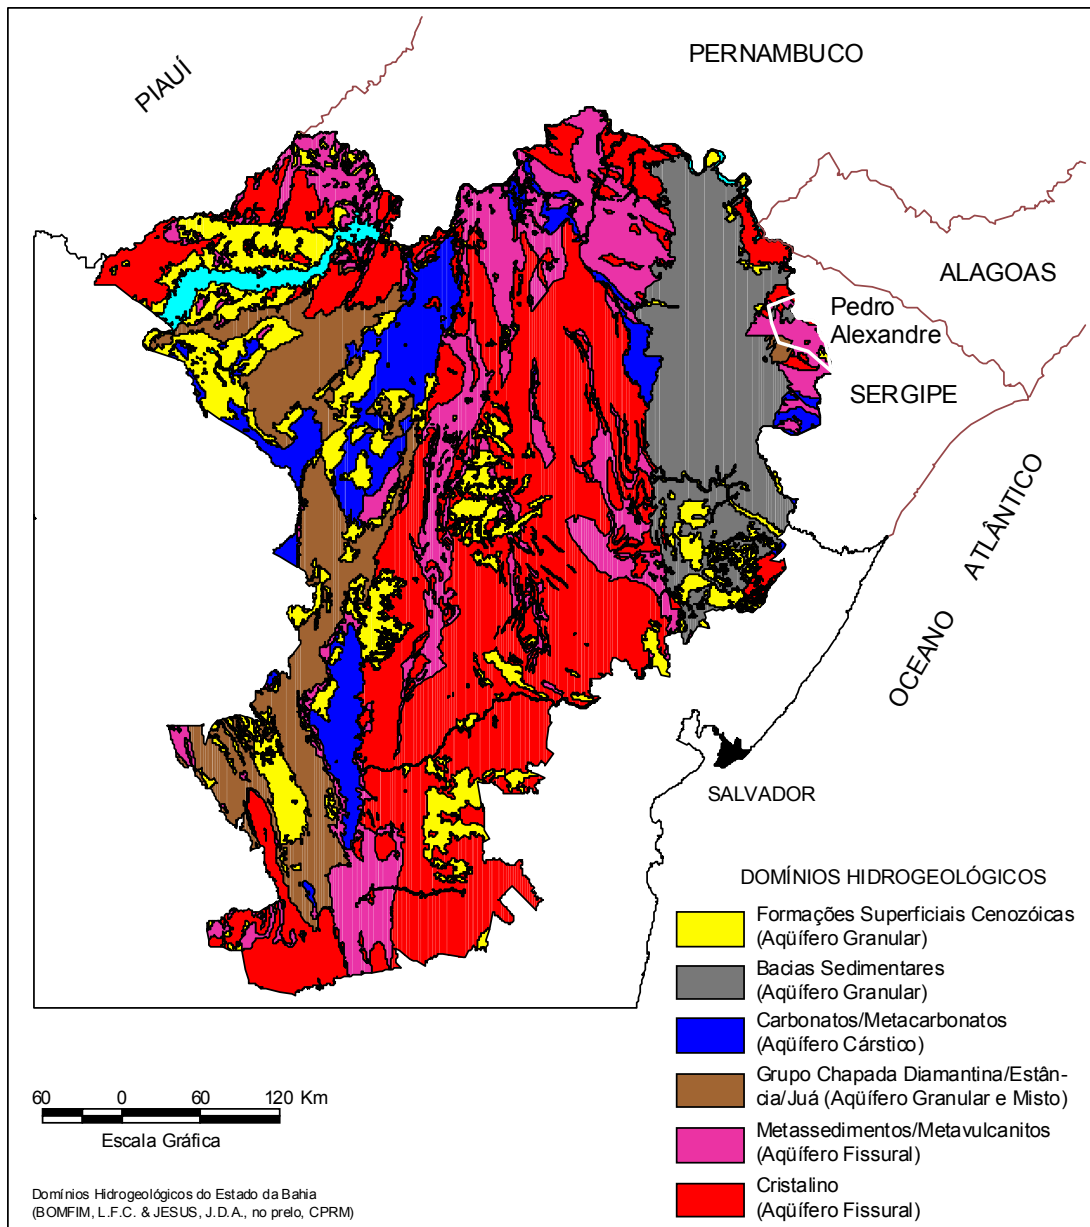 PERNAMBUCO
PIAUÍ
ALAGOAS
Pedro
Alexandre
SERGIPE
OCEANO ATLÂNTICO
SALVADOR
DOMÍNIOS HIDROGEOLÓGICOS
Formações Superficiais Cenozóicas
(Aqüífero Granular)
Bacias Sedimentares
(Aqüífero Granular)
Carbonatos/Metacarbonatos
(Aqüífero Cárstico)
Grupo Chapada Diamantina/Estân-
cia/Juá (Aqüífero Granular e Misto)
Metassedimentos/Metavulcanitos
(Aqüífero Fissural)
Cristalino
(Aqüífero Fissural)
60 0 60 120 Km
Escala Gráfica
Domínios Hidrogeológicos do Estado da Bahia
(BOMFIM, L.F.C. & JESUS, J.D.A., no prelo, CPRM)